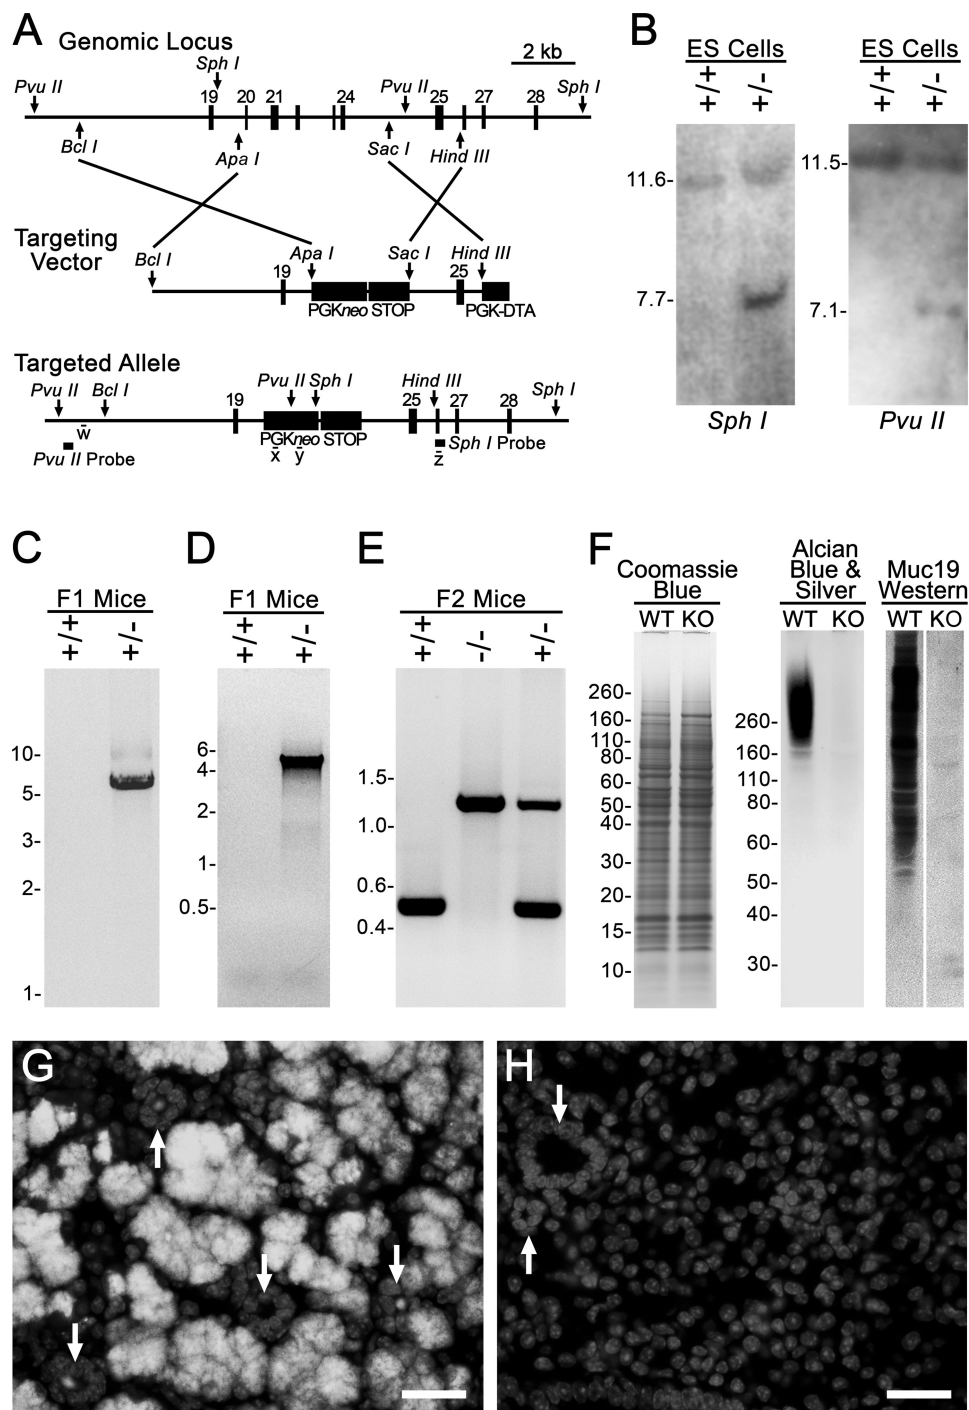 A
Genomic Locus
2 kb
Sph I
Pvu II
19
20
21
24
Pvu II
25
27
28
Sph I
Bcl I
Apa I
Sac I
Hind III
Targeting
Vector
Bcl I
19
Apa I
Sac I
25
Hind III
PGKneo STOP
PGK-DTA
Targeted Allele
Pvu II
Bcl I
19
Pvu II
Sph I
Hind III
25
27
28
Sph I
w
Pvu II Probe
PGKneo STOP
x
y
z
Sph I Probe
B
ES Cells
+/+
+/-
11.6-
7.7-
Sph I
ES Cells
+/+
+/-
11.5-
7.1-
Pvu II
C
F1 Mice
+/+
+/-
10-
5-
3-
2-
1-
D
F1 Mice
+/+
+/-
6-
4-
2-
1-
0.5-
E
F2 Mice
+/+
-/-
+/-
1.5-
1.0-
0.6-
0.4-
F
Coomassie
Blue
WT KO
260-
160-
110-
80-
60-
50-
40-
30-
20-
15-
10-
Alcian
Blue &
Silver
WT KO
260-
160-
110-
80-
60-
50-
40-
30-
Muc19
Western
WT KO
G
H